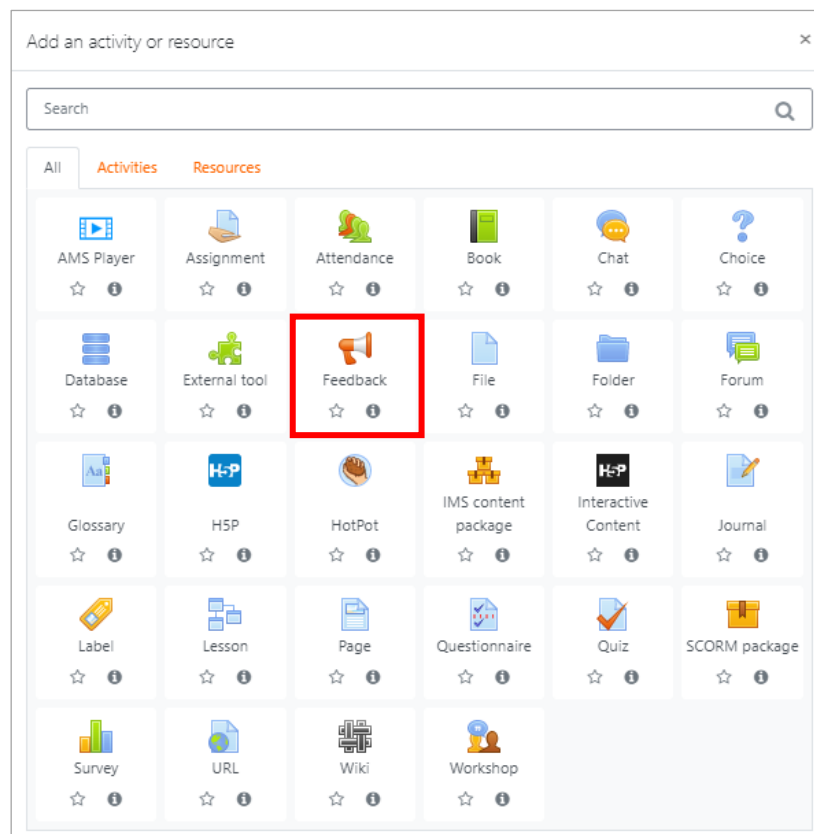 Add an activity or resource ×
Search
All Activities Resources
AMS Player Assignment Attendance Book Chat Choice
Database External tool Feedback File Folder Forum
Aa
H5P
H5P
IMS content Interactive
Glossary H5P HotPot package Content Journal
Label Lesson Page Questionnaire Quiz SCORM package
Survey URL Wiki Workshop